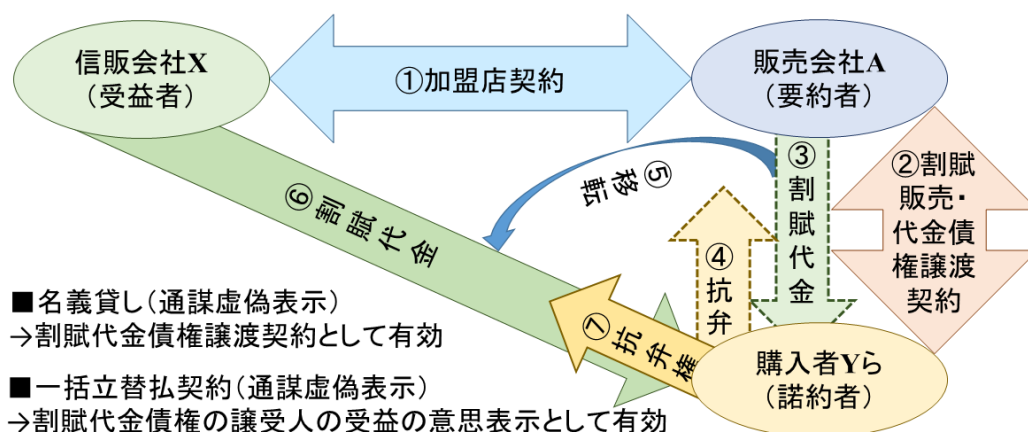 信販会社X
（受益者）
①加盟店契約
販売会社A
（要約者）
②割賦
販売・
代金債
権譲渡
契約
③割賦代金
④抗弁
⑤移転
⑥割賦代金
⑦抗弁権
購入者Yら
（諾約者）
■名義貸し（通謀虚偽表示）
→割賦代金債権譲渡契約として有効
■一括立替払契約（通謀虚偽表示）
→割賦代金債権の譲受人の受益の意思表示として有効